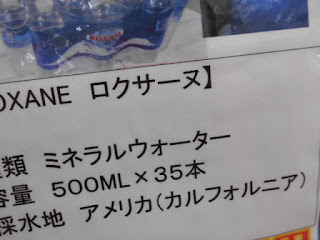 ROXANE
OXANE ロクサーヌ】
類 ミネラルウォーター
容量 500ML×35本
採水地 アメリカ(カルフォルニア)